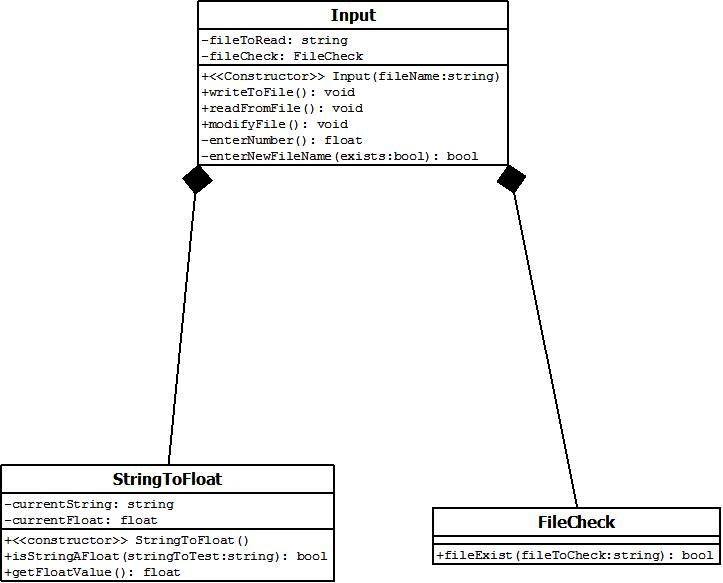 Input
-fileToRead: string
-fileCheck: FileCheck
+<<Constructor>> Input(fileName:string)
+writeToFile(): void
+readFromFile(): void
+modifyFile(): void
-enterNumber(): float
-enterNewFileName(exists:bool): bool
StringToFloat
-currentString: string
-currentFloat: float
+<<constructor>> StringToFloat()
+isStringAFloat(stringToTest:string): bool
+getFloatValue(): float
FileCheck
+fileExist(fileToCheck:string): bool